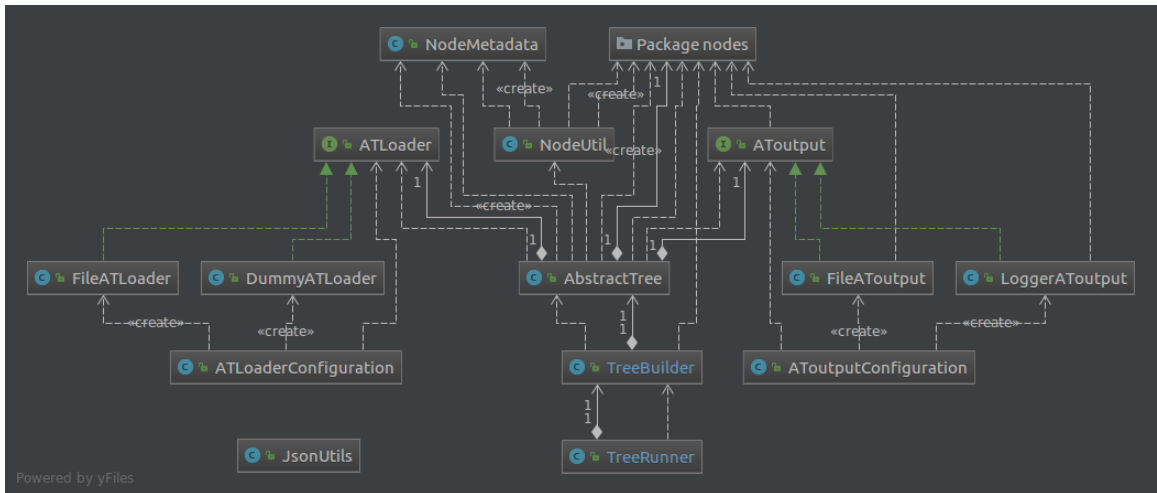 NodeMetadata
Package nodes
«create»
«create»
1
ATLoader
NodeUtil
«create»
AToutput
1
1
«create»
1
1
1
FileATLoader
DummyATLoader
AbstractTree
FileAToutput
LoggerAToutput
«create»
«create»
1
1
«create»
«create»
ATLoaderConfiguration
TreeBuilder
AToutputConfiguration
1
1
JsonUtils
TreeRunner
Powered by yFiles